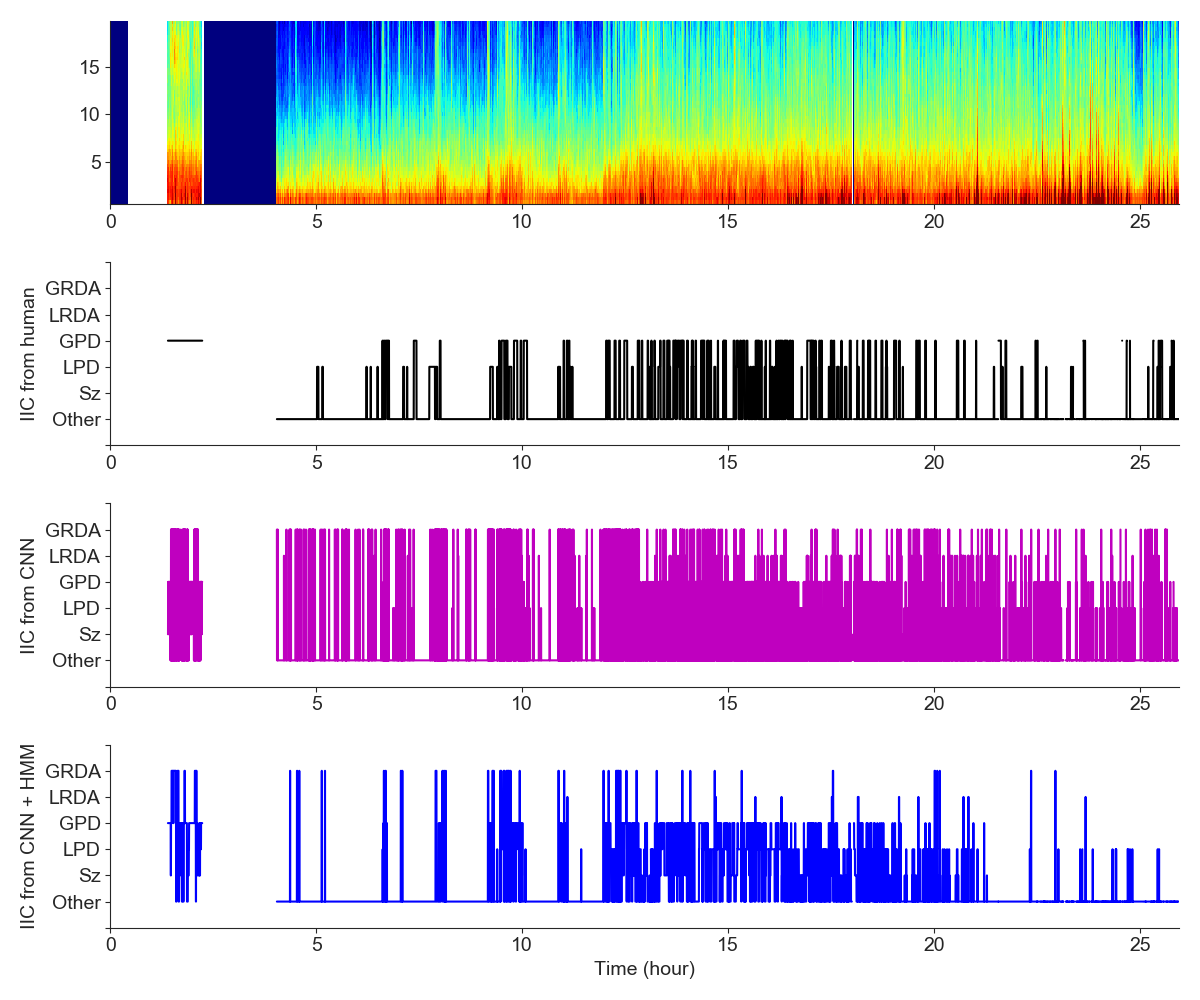 15
10
5
0 5 10 15 20 25
IIC from human
GRDA
LRDA
GPD
LPD
Sz
Other
0 5 10 15 20 25
IIC from CNN
GRDA
LRDA
GPD
LPD
Sz
Other
0 5 10 15 20 25
IIC from CNN + HMM
GRDA
LRDA
GPD
LPD
Sz
Other
0 5 10 15 20 25
Time (hour)